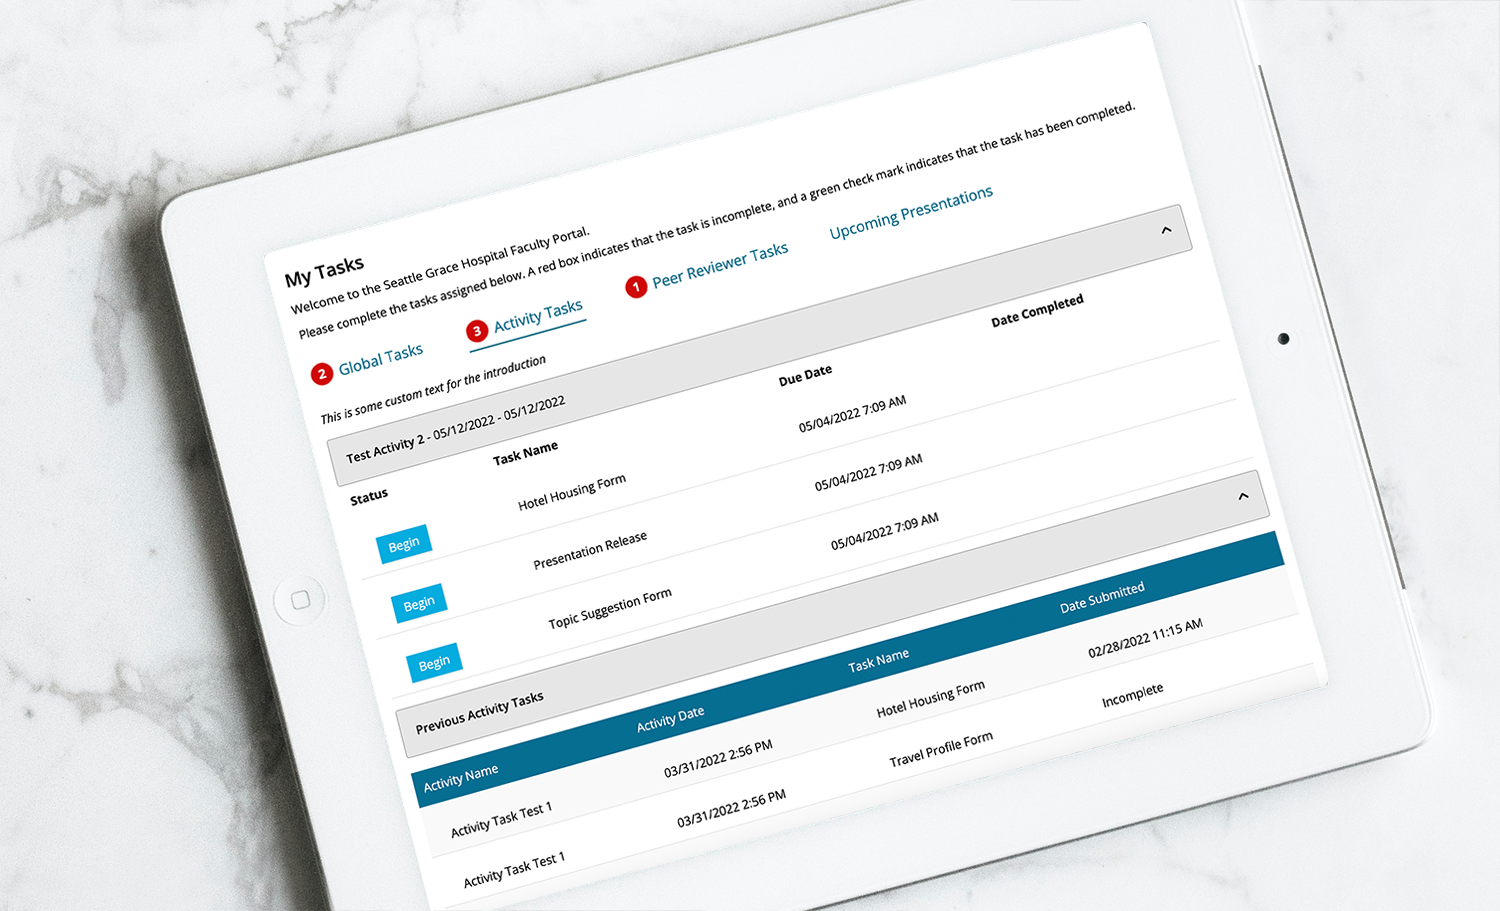 My Tasks
Welcome to the Seattle Grace Hospital Faculty Portal.
Please complete the tasks assigned below. A red box indicates that the task is incomplete, and a green check mark indicates that the task has been completed.
2 Global Tasks 3 Activity Tasks 1 Peer Reviewer Tasks Upcoming Presentations
This is some custom text for the introduction
Test Activity 2 - 05/12/2022 - 05/12/2022
Status Task Name Due Date Date Completed
Begin Hotel Housing Form 05/04/2022 7:09 AM
Begin Presentation Release 05/04/2022 7:09 AM
Begin Topic Suggestion Form 05/04/2022 7:09 AM
Previous Activity Tasks
Activity Name Activity Date Task Name Date Submitted
Activity Task Test 1 03/31/2022 2:56 PM Hotel Housing Form 02/28/2022 11:15 AM
Activity Task Test 1 03/31/2022 2:56 PM Travel Profile Form Incomplete